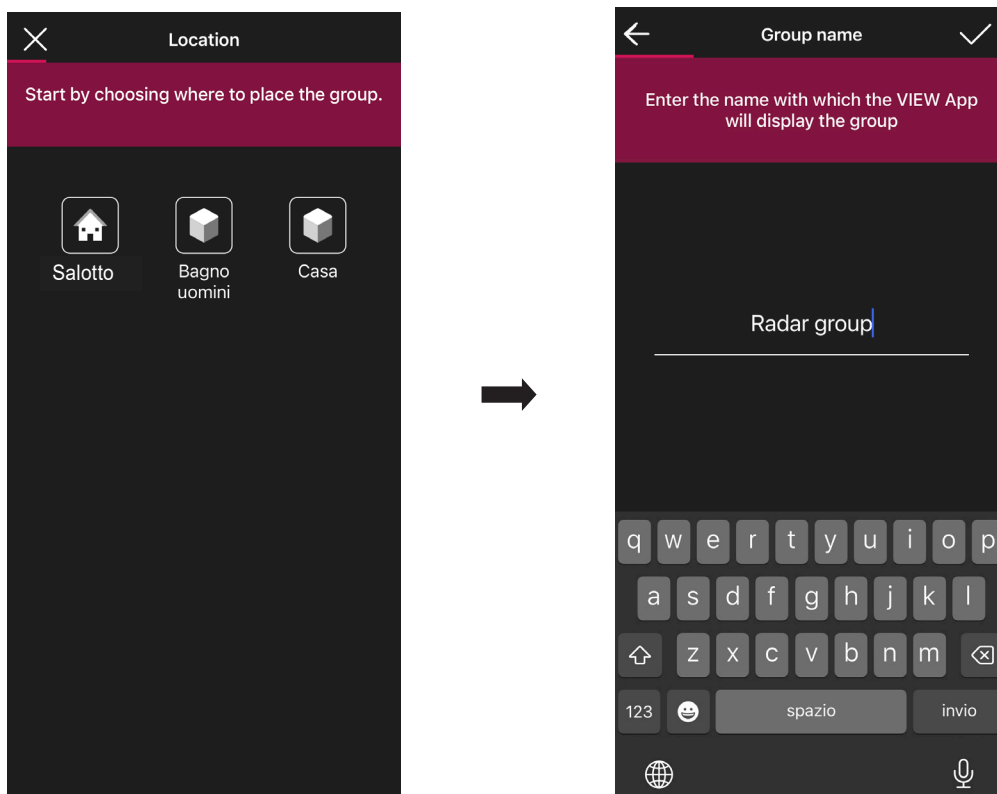 Location
Start by choosing where to place the group.
Salotto
Bagno
uomini
Casa
Group name
Enter the name with which the VIEW App
will display the group
Radar group
q w e r t y u i o p
a s d f g h j k l
z x c v b n m
123 spazio invio